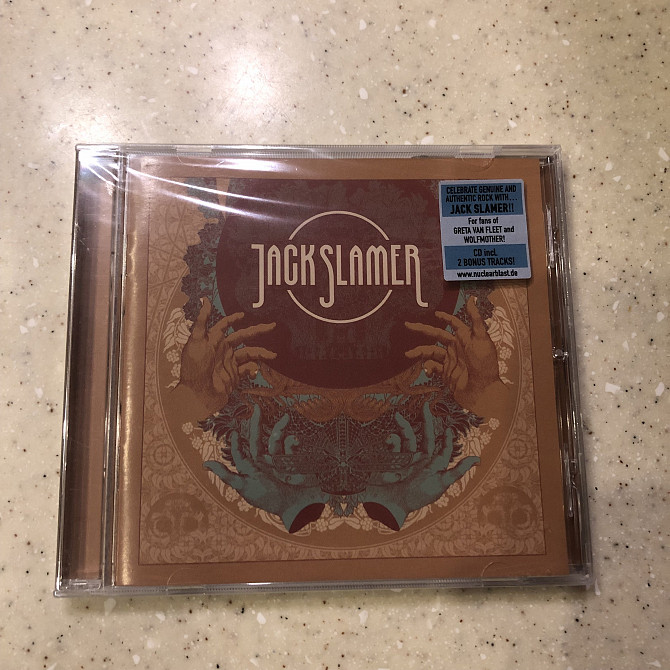 JACK SLAMER
CELEBRATE GENUINE AND
AUTHENTIC ROCK WITH...
JACK SLAMER!!
For fans of
GRETA VAN FLEET and
WOLFMOTHER!
CD incl.
2 BONUS TRACKS!
www.nuclearblast.de